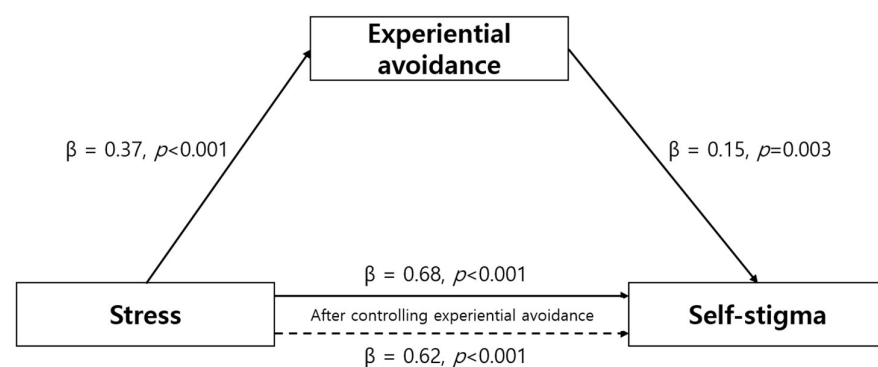 Experiential
avoidance
β = 0.37, p<0.001
β = 0.15, p=0.003
β = 0.68, p<0.001
Stress
After controlling experiential avoidance
Self-stigma
β = 0.62, p<0.001